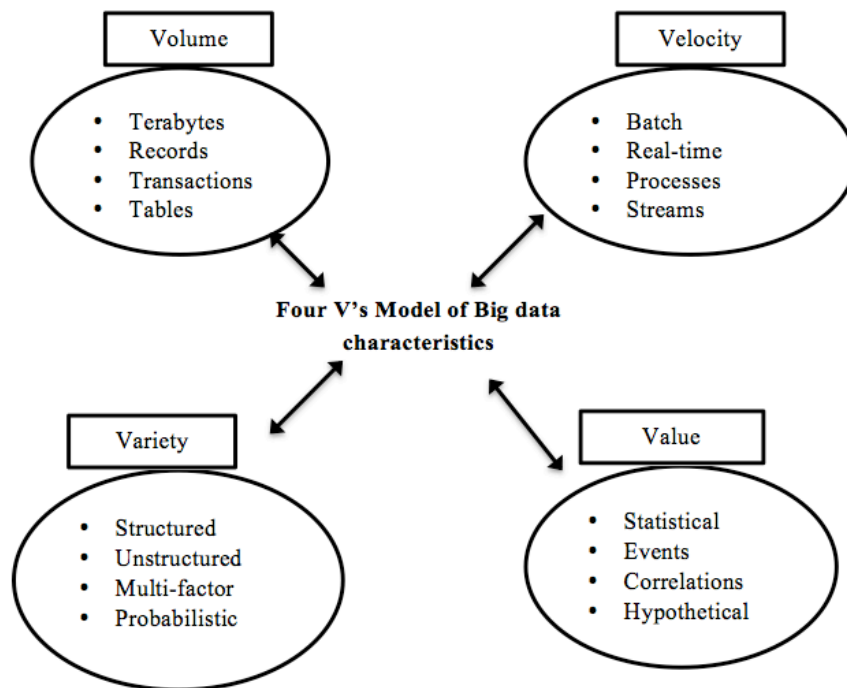 Volume
• Terabytes
• Records
• Transactions
• Tables
Velocity
• Batch
• Real-time
• Processes
• Streams
Four V’s Model of Big data
characteristics
Variety
• Structured
• Unstructured
• Multi-factor
• Probabilistic
Value
• Statistical
• Events
• Correlations
• Hypothetical